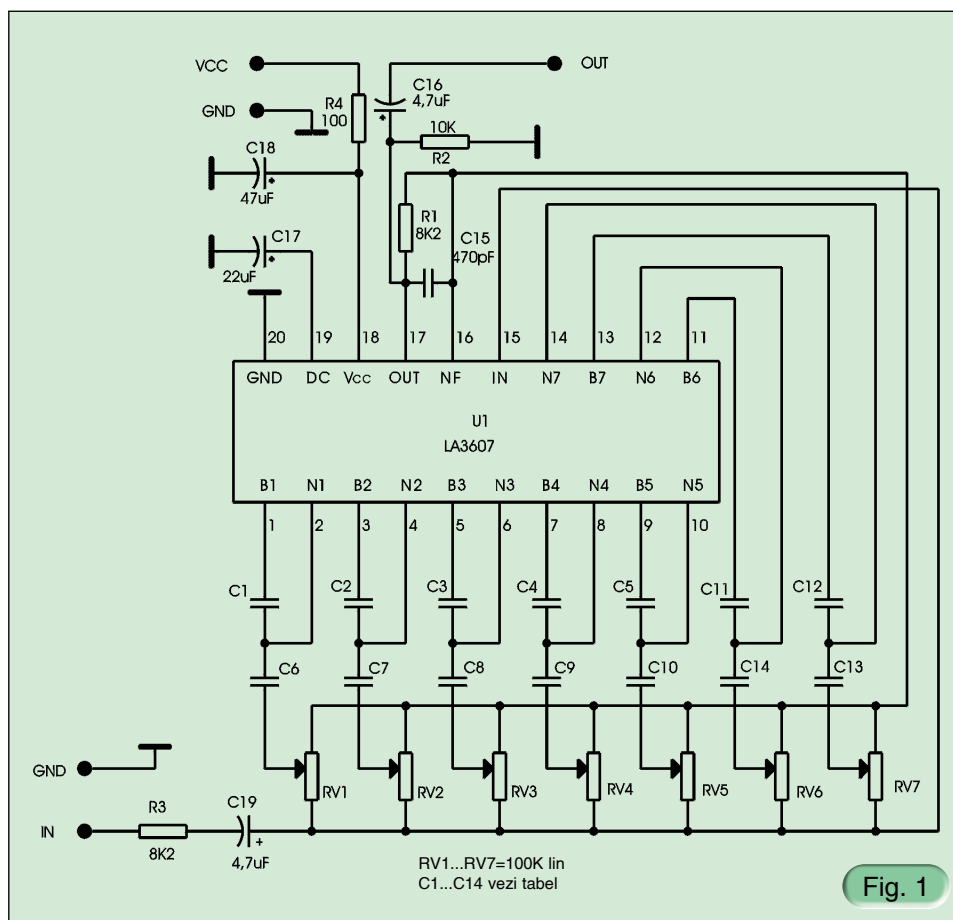 VCC
OUT
C16
4,7uF
R4
100
GND
10K
R2
C18
47uF
R1
8K2
C15
470pF
C17
22uF
20 19 18 17 16 15 14 13 12 11
GND DC Vcc OUT NF IN N7 B7 N6 B6
U1
LA3607
B1 N1 B2 N2 B3 N3 B4 N4 B5 N5
1 2 3 4 5 6 7 8 9 10
C1 C2 C3 C4 C5 C11 C12
C6 C7 C8 C9 C10 C14 C13
RV1 RV2 RV3 RV4 RV5 RV6 RV7
GND
IN
R3
8K2
C19
+
4,7uF
RV1...RV7=100K lin
C1...C14 vezi tabel
Fig. 1